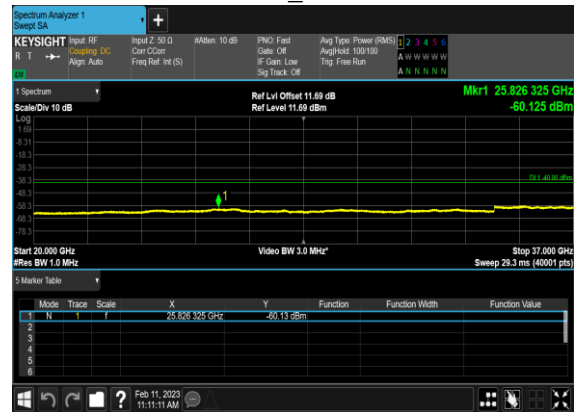 Spectrum Analyzer 1
Swept SA
+
KEYSIGHT Input: RF Input Z: 50 Ω #Atten: 10 dB PNO: Fast Avg Type: Power (RMS) 1 2 3 4 5 6
R T Coupling: DC Corr CCorr Gate: Off Avg|Hold: 100/100 A W W W W W
Align: Auto Freq Ref: Int (S) IF Gain: Low Trig: Free Run
Sig Track: Off A N N N N N
1 Spectrum Ref Lvl Offset 11.69 dB Mkr1 25.826 325 GHz
Scale/Div 10 dB Ref Level 11.69 dBm -60.125 dBm
Log
1.69
-8.31
-18.3
-28.3
-38.3 DL1 -40.00 dBm
-48.3 1
-58.3
-68.3
-78.3
Start 20.000 GHz Video BW 3.0 MHz* Stop 37.000 GHz
#Res BW 1.0 MHz Sweep 29.3 ms (40001 pts)
5 Marker Table
Mode Trace Scale X Y Function Function Width Function Value
1 N 1 f 25.826 325 GHz -60.13 dBm
2
3
4
5
6
? Feb 11, 2023
11:11:11 AM